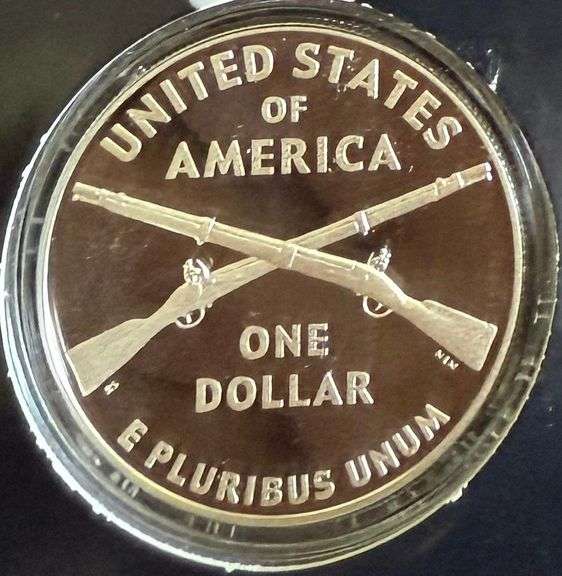 UNITED STATES
OF
AMERICA
ONE
DOLLAR
E PLURIBUS UNUM